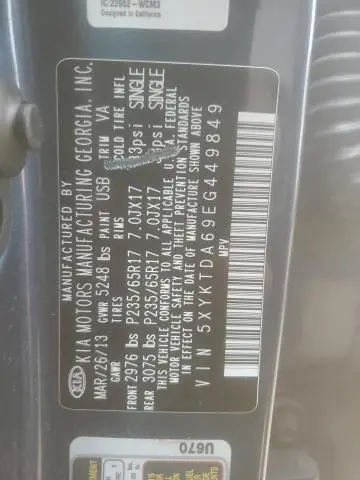 IC:22952-WCM3
Designed in California
MANUFACTURED BY
KIA KIA MOTORS MANUFACTURING GEORGIA, INC.
MAR/26/13 GVWR 5248 lbs PAINT USB TRIM VA
GAWR TIRES RIMS COLD TIRE INFL
FRONT 2976 lbs P235/65R17 7.0JX17 psi SINGLE
REAR 3075 lbs P235/65R17 7.0JX17 psi SINGLE
THIS VEHICLE CONFORMS TO ALL APPLICABLE U FEDERAL
MOTOR VEHICLE SAFETY AND THEFT PREVENTION STANDARDS
IN EFFECT ON THE DATE OF MANUFACTURE SHOWN ABOVE
VIN 5XYKTDA69EG449849
MPV
U670